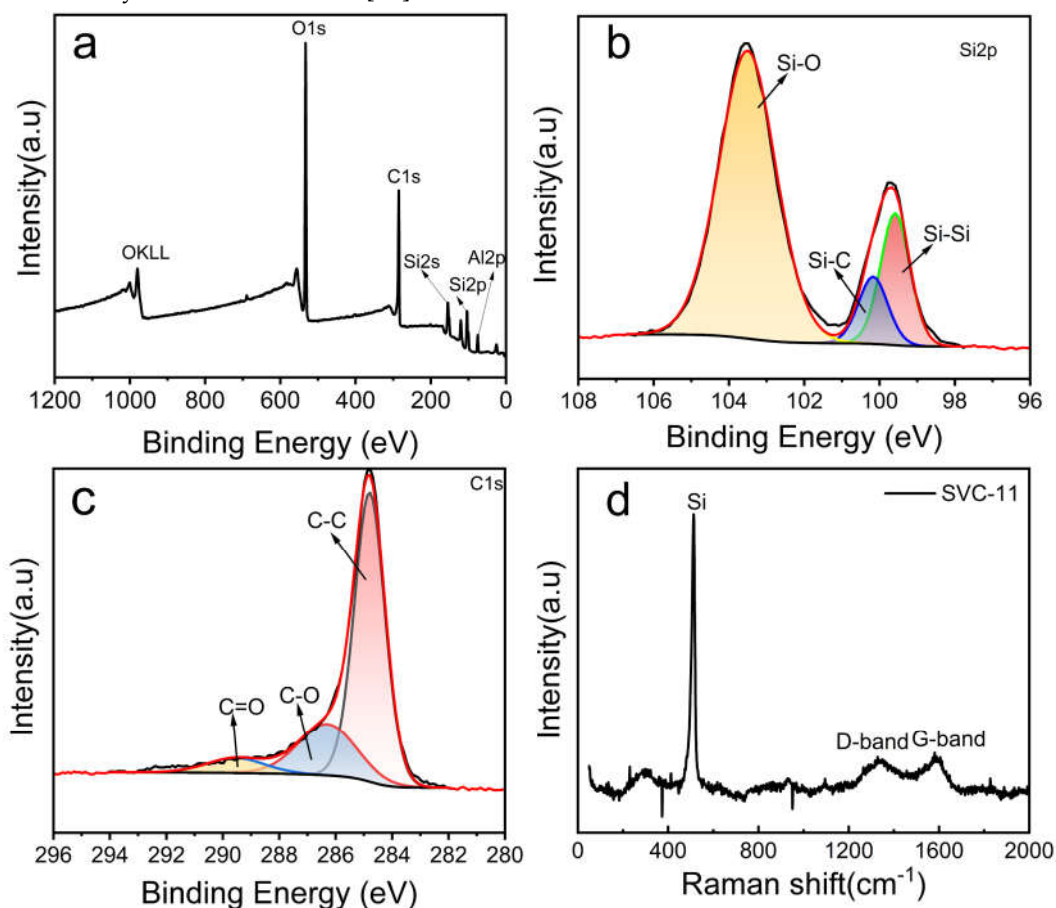 a
O1s
C1s
OKLL
Si2s
Si2p
Al2p
Intensity(a.u)
1200 1000 800 600 400 200 0
Binding Energy (eV)
b
Si2p
Si-O
Si-C
Si-Si
Intensity(a.u)
108 106 104 102 100 98 96
Binding Energy (eV)
c
C1s
C-C
C-O
C=O
Intensity(a.u)
296 294 292 290 288 286 284 282 280
Binding Energy (eV)
d
SVC-11
Si
D-band G-band
Intensity(a.u)
0 400 800 1200 1600 2000
Raman shift(cm-1)